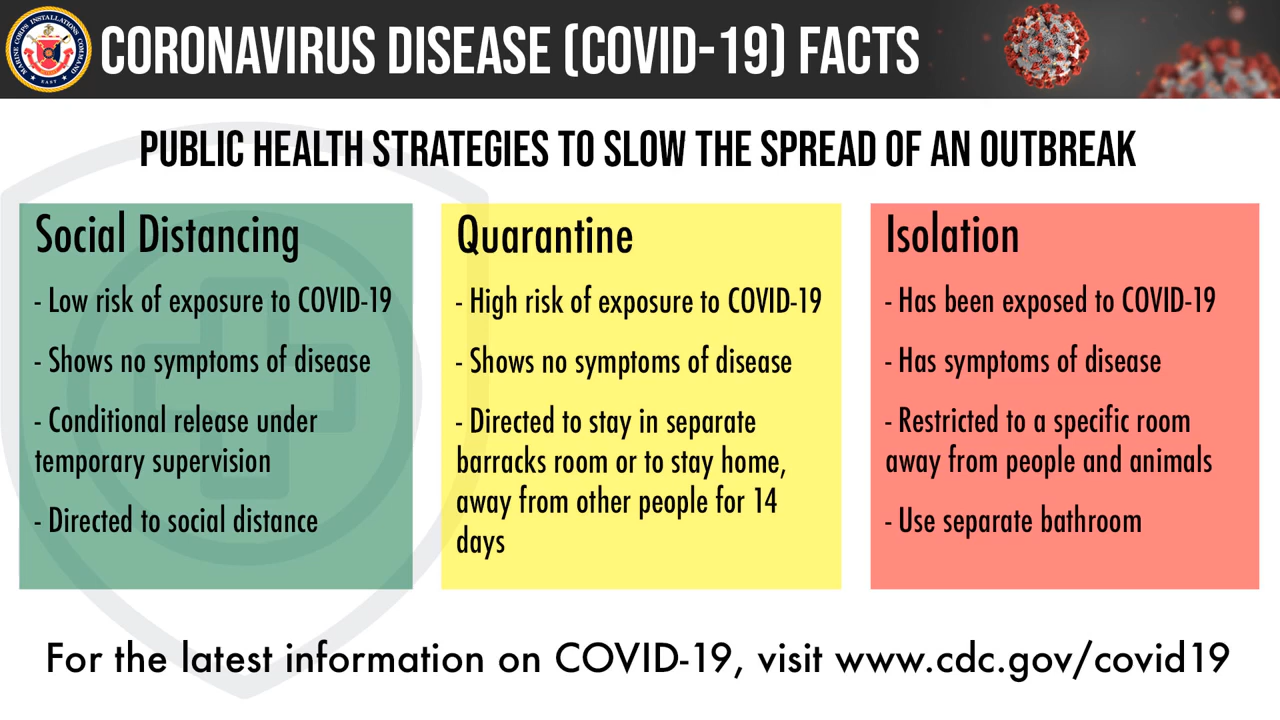 MARINE CORPS INSTALLATIONS COMMAND
EAST
CORONAVIRUS DISEASE (COVID-19) FACTS
PUBLIC HEALTH STRATEGIES TO SLOW THE SPREAD OF AN OUTBREAK
Social Distancing
- Low risk of exposure to COVID-19
- Shows no symptoms of disease
- Conditional release under
temporary supervision
- Directed to social distance
Quarantine
- High risk of exposure to COVID-19
- Shows no symptoms of disease
- Directed to stay in separate
barracks room or to stay home,
away from other people for 14
days
Isolation
- Has been exposed to COVID-19
- Has symptoms of disease
- Restricted to a specific room
away from people and animals
- Use separate bathroom
For the latest information on COVID-19, visit www.cdc.gov/covid19